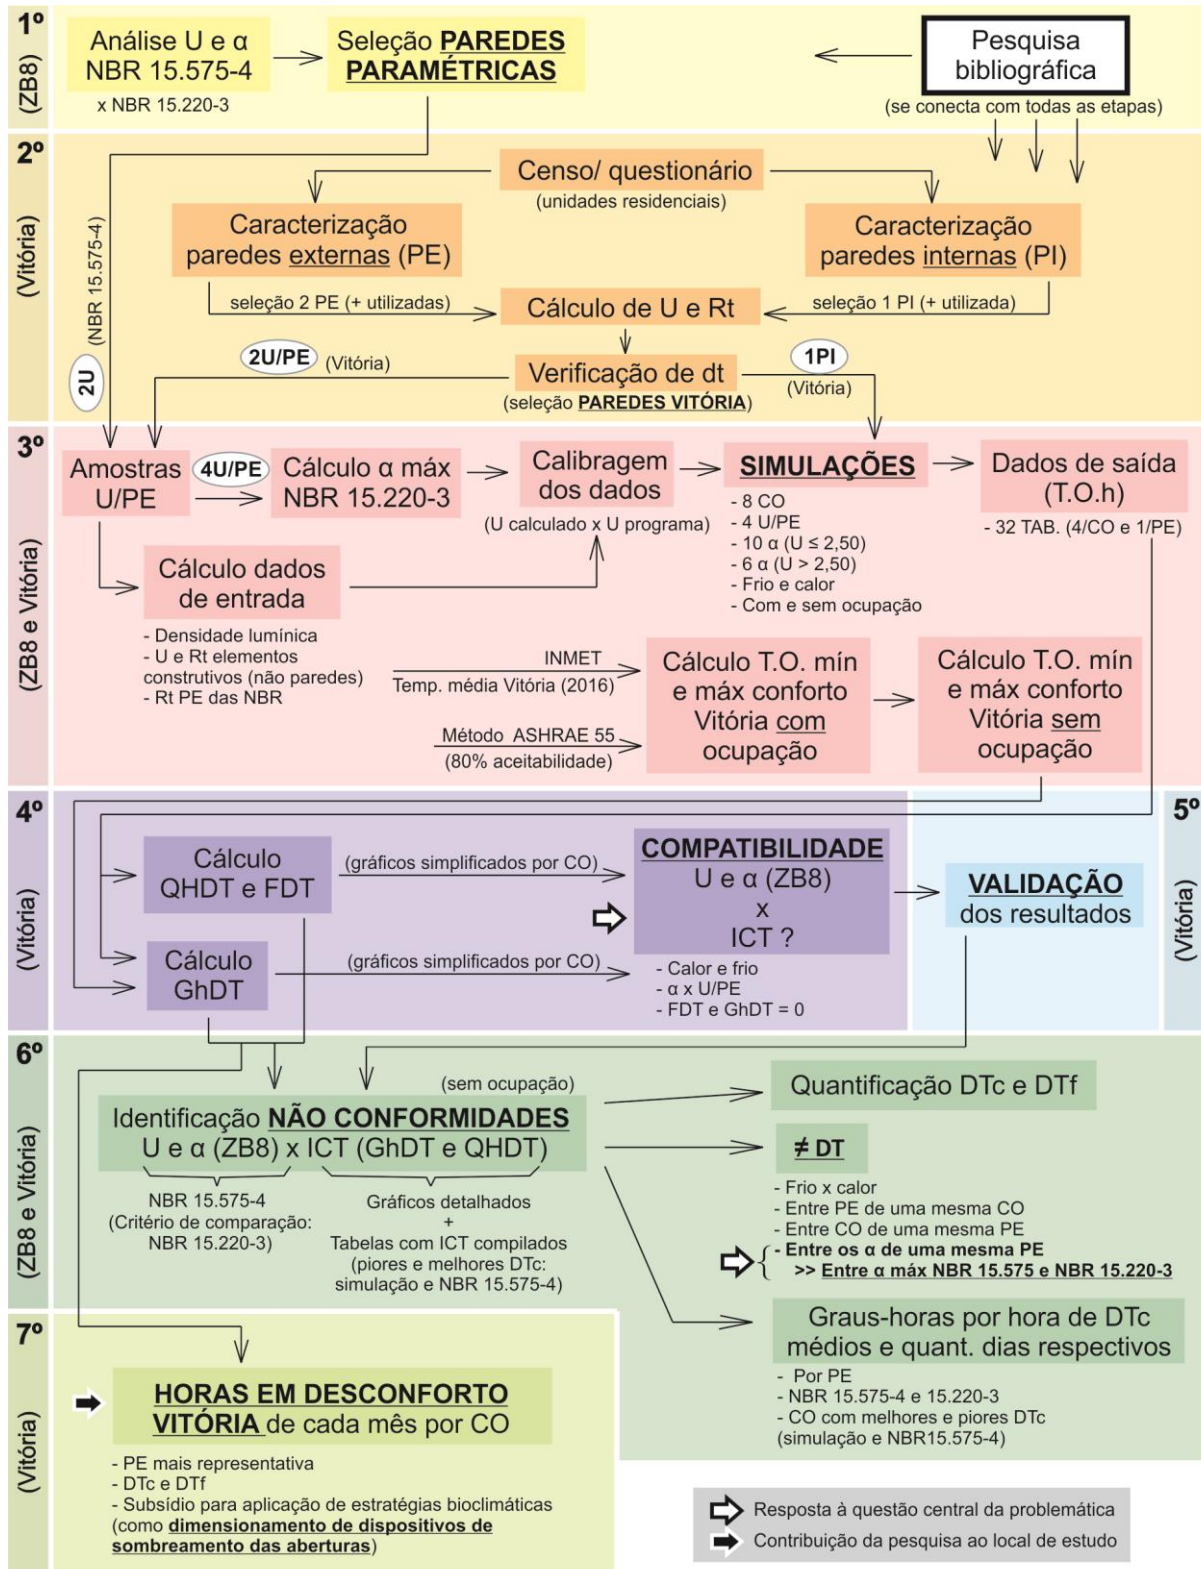 1º
(ZB8)
Análise U e α
NBR 15.575-4
x NBR 15.220-3
Seleção PAREDES
PARAMÉTRICAS
Pesquisa
bibliográfica
(se conecta com todas as etapas)
2º
(Vitória)
Censo/ questionário
(unidades residenciais)
Caracterização
paredes externas (PE)
Caracterização
paredes internas (PI)
(NBR 15.575-4)
2U
seleção 2 PE (+ utilizadas)
Cálculo de U e Rt
seleção 1 PI (+ utilizada)
2U/PE (Vitória)
Verificação de dt
(seleção PAREDES VITÓRIA)
1PI
(Vitória)
3º
(ZB8 e Vitória)
Amostras
U/PE
4U/PE
Cálculo α máx
NBR 15.220-3
Calibragem
dos dados
(U calculado x U programa)
SIMULAÇÕES
- 8 CO
- 4 U/PE
- 10 α (U ≤ 2,50)
- 6 α (U > 2,50)
- Frio e calor
- Com e sem ocupação
Dados de saída
(T.O.h)
- 32 TAB. (4/CO e 1/PE)
Cálculo dados
de entrada
- Densidade lumínica
- U e Rt elementos
construtivos (não paredes)
- Rt PE das NBR
INMET
Temp. média Vitória (2016)
Método ASHRAE 55
(80% aceitabilidade)
Cálculo T.O. mín
e máx conforto
Vitória com
ocupação
Cálculo T.O. mín
e máx conforto
Vitória sem
ocupação
4º
(Vitória)
Cálculo
QHDT e FDT
(gráficos simplificados por CO)
Cálculo
GhDT
(gráficos simplificados por CO)
COMPATIBILIDADE
U e α (ZB8)
x
ICT ?
- Calor e frio
- α x U/PE
- FDT e GhDT = 0
5º
(Vitória)
VALIDAÇÃO
dos resultados
6º
(ZB8 e Vitória)
(sem ocupação)
Identificação NÃO CONFORMIDADES
U e α (ZB8) x ICT (GhDT e QHDT)
NBR 15.575-4
(Critério de comparação:
NBR 15.220-3)
Gráficos detalhados
+
Tabelas com ICT compilados
(piores e melhores DTc:
simulação e NBR 15.575-4)
Quantificação DTc e DTf
≠ DT
- Frio x calor
- Entre PE de uma mesma CO
- Entre CO de uma mesma PE
- Entre os α de uma mesma PE
>> Entre α máx NBR 15.575 e NBR 15.220-3
Graus-horas por hora de DTc
médios e quant. dias respectivos
- Por PE
- NBR 15.575-4 e 15.220-3
- CO com melhores e piores DTc
(simulação e NBR15.575-4)
7º
(Vitória)
HORAS EM DESCONFORTO
VITÓRIA de cada mês por CO
- PE mais representativa
- DTc e DTf
- Subsídio para aplicação de estratégias bioclimáticas
(como dimensionamento de dispositivos de
sombreamento das aberturas)
Resposta à questão central da problemática
Contribuição da pesquisa ao local de estudo